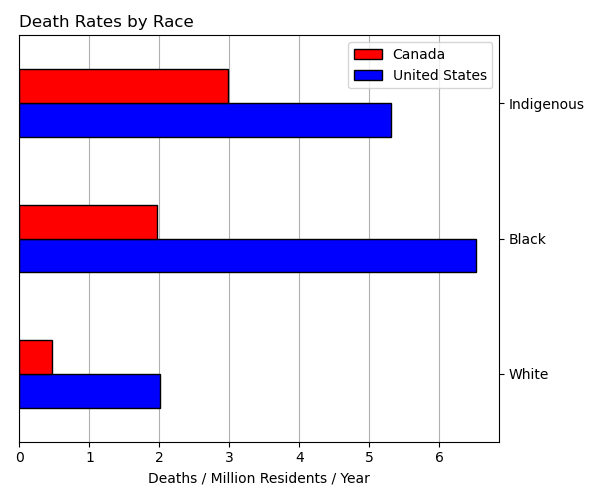 Death Rates by Race
Canada
United States
Indigenous
Black
White
0 1 2 3 4 5 6
Deaths / Million Residents / Year